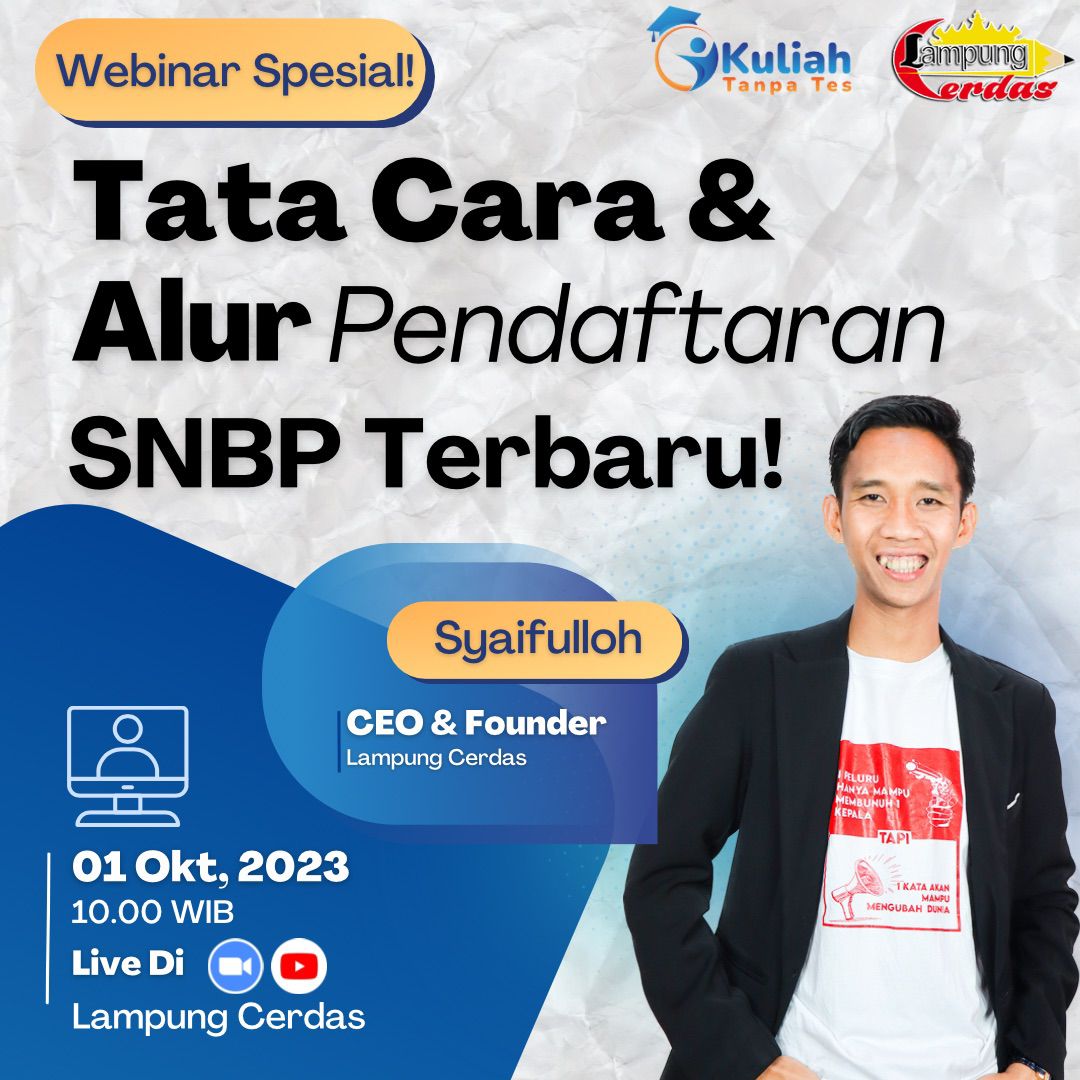 Webinar Spesial!
Kuliah
Tanpa Tes
Lampung
Cerdas
Tata Cara &
Alur Pendaftaran
SNBP Terbaru!
Syaifulloh
CEO & Founder
Lampung Cerdas
1 PELURU
HANYA MAMPU
MEMBUNUH 1
KEPALA
TAPI
1 KATA AKAN
MAMPU
MENGUBAH DUNIA
01 Okt, 2023
10.00 WIB
Live Di
Lampung Cerdas